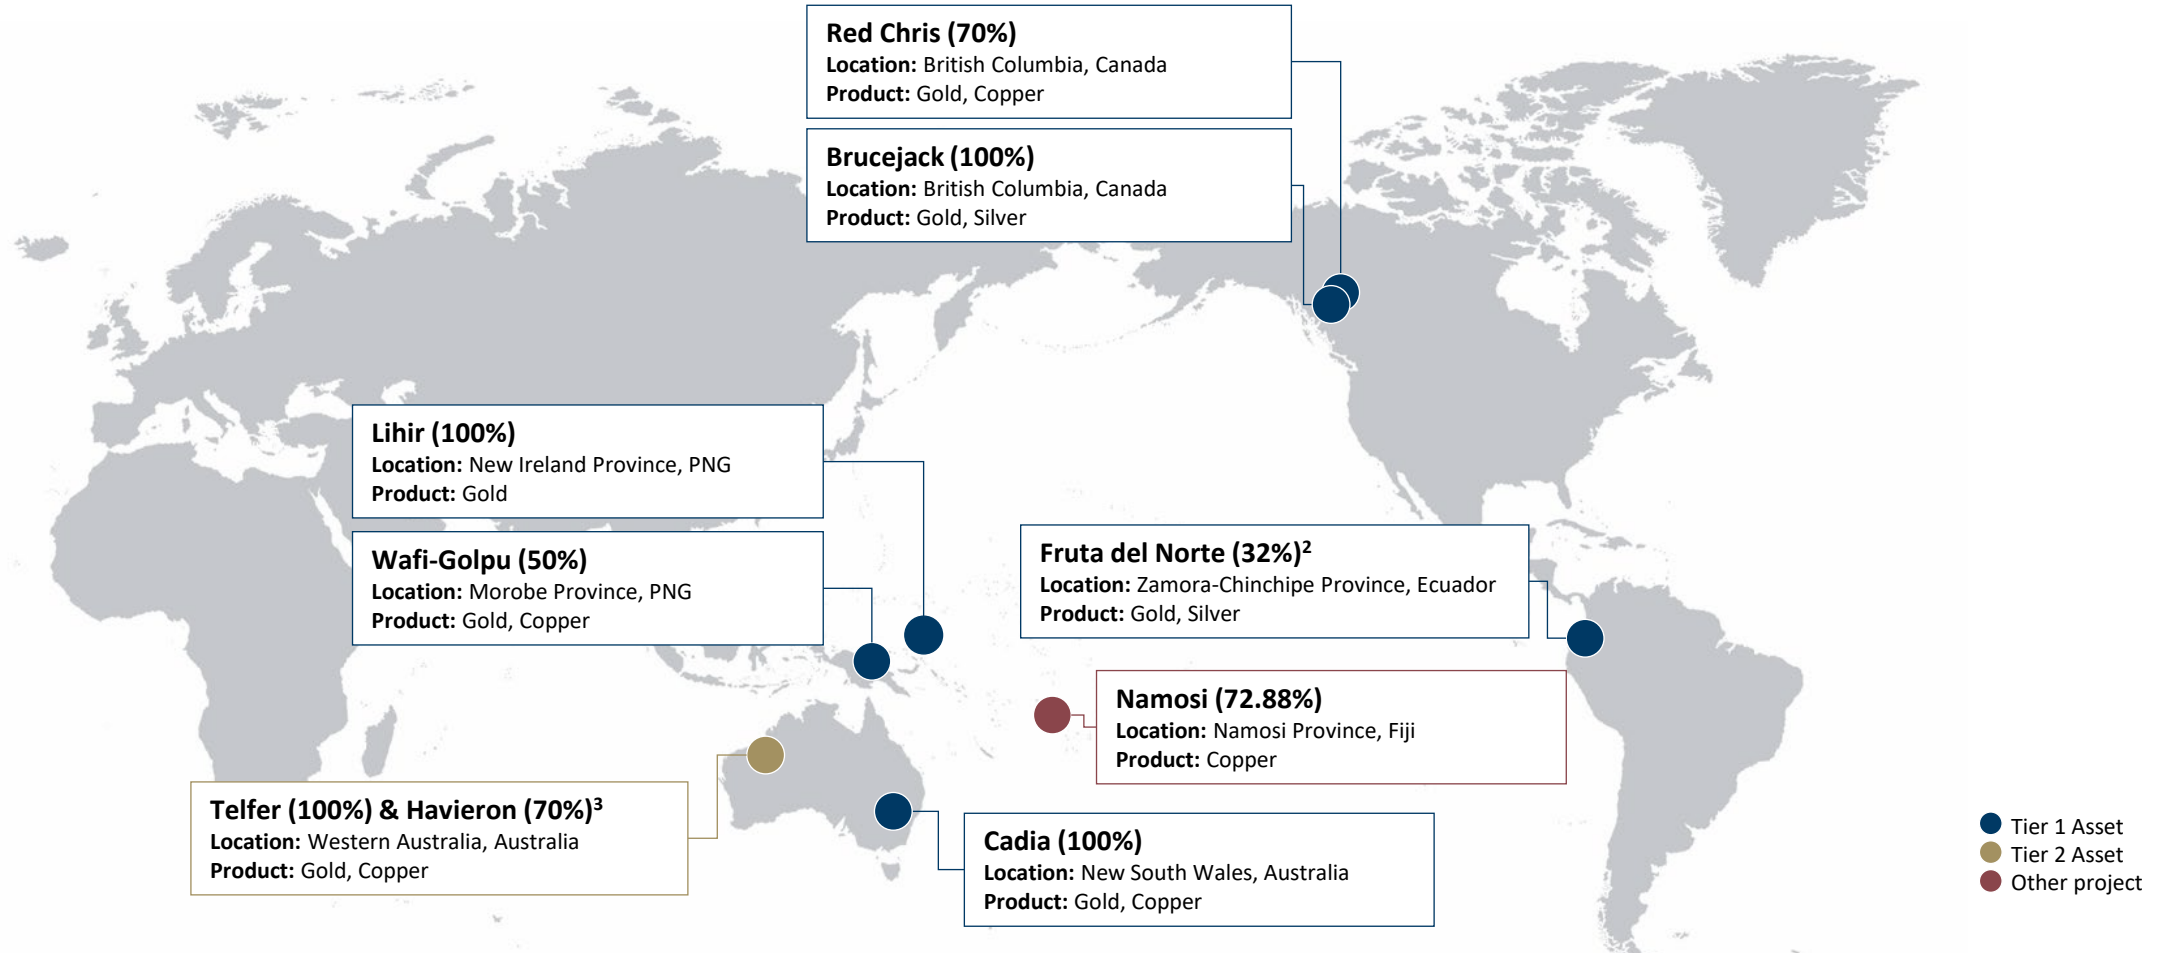 Red Chris (70%)
Location: British Columbia, Canada
Product: Gold, Copper
Brucejack (100%)
Location: British Columbia, Canada
Product: Gold, Silver
Lihir (100%)
Location: New Ireland Province, PNG
Product: Gold
Wafi-Golpu (50%)
Location: Morobe Province, PNG
Product: Gold, Copper
Fruta del Norte (32%)²
Location: Zamora-Chinchipe Province, Ecuador
Product: Gold, Silver
Namosi (72.88%)
Location: Namosi Province, Fiji
Product: Copper
Telfer (100%) & Havieron (70%)³
Location: Western Australia, Australia
Product: Gold, Copper
Cadia (100%)
Location: New South Wales, Australia
Product: Gold, Copper
Tier 1 Asset
Tier 2 Asset
Other project